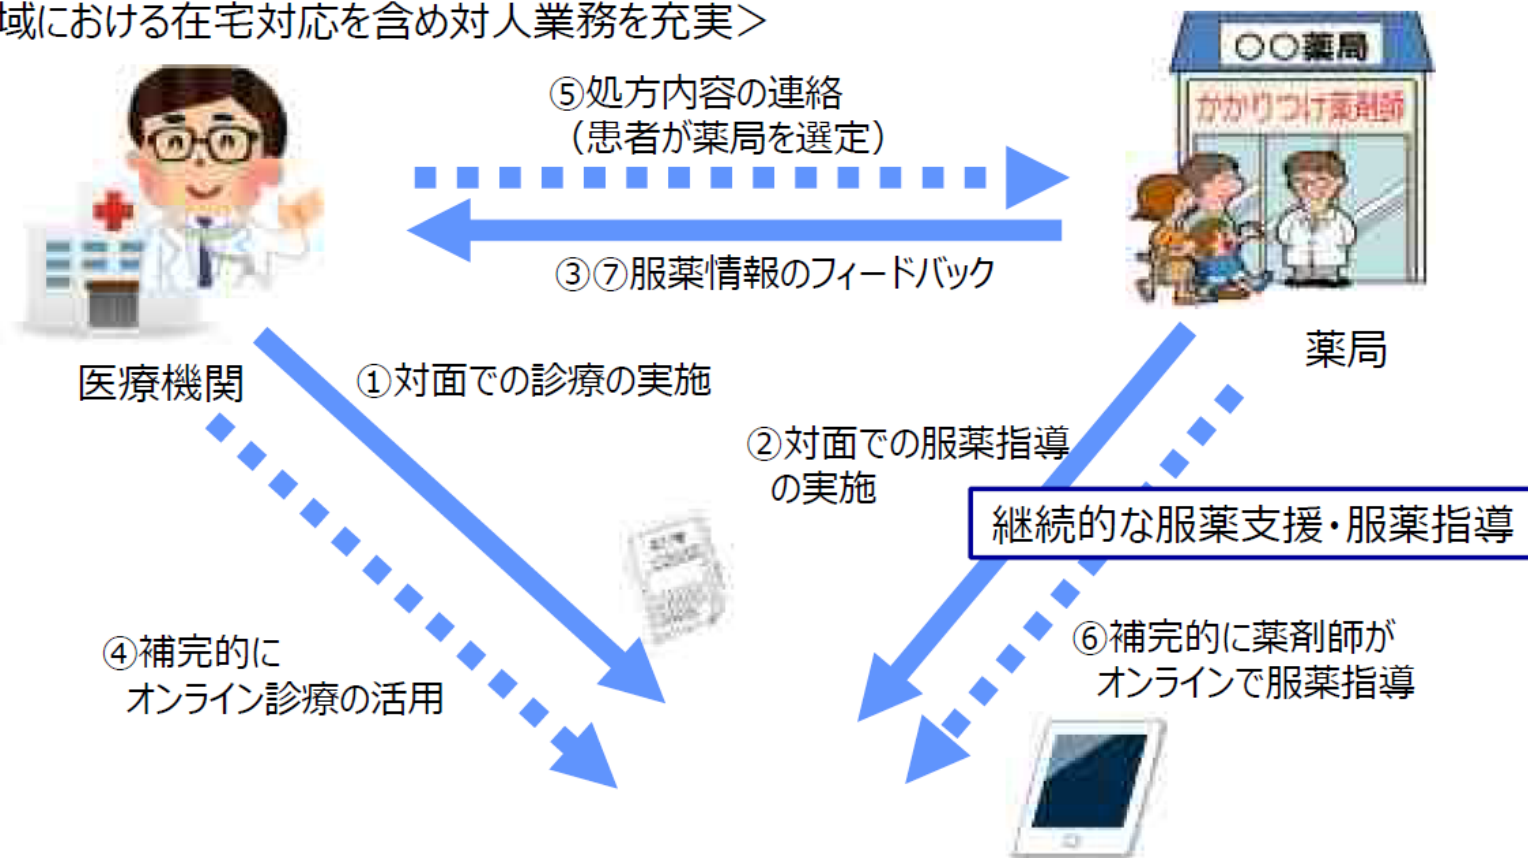 域における在宅対応を含め対人業務を充実＞
○○薬局
かかりつけ薬剤師
⑤処方内容の連絡
（患者が薬局を選定）
③⑦服薬情報のフィードバック
医療機関
薬局
①対面での診療の実施
②対面での服薬指導
の実施
継続的な服薬支援・服薬指導
④補完的に
オンライン診療の活用
⑥補完的に薬剤師が
オンラインで服薬指導